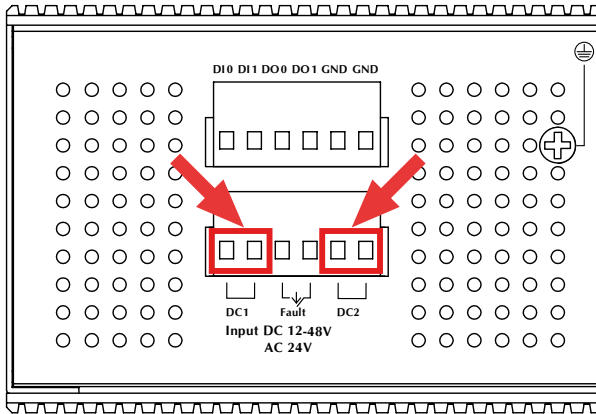 DI0 DI1 DO0 DO1 GND GND
DC1 Fault DC2
Input DC 12-48V
AC 24V